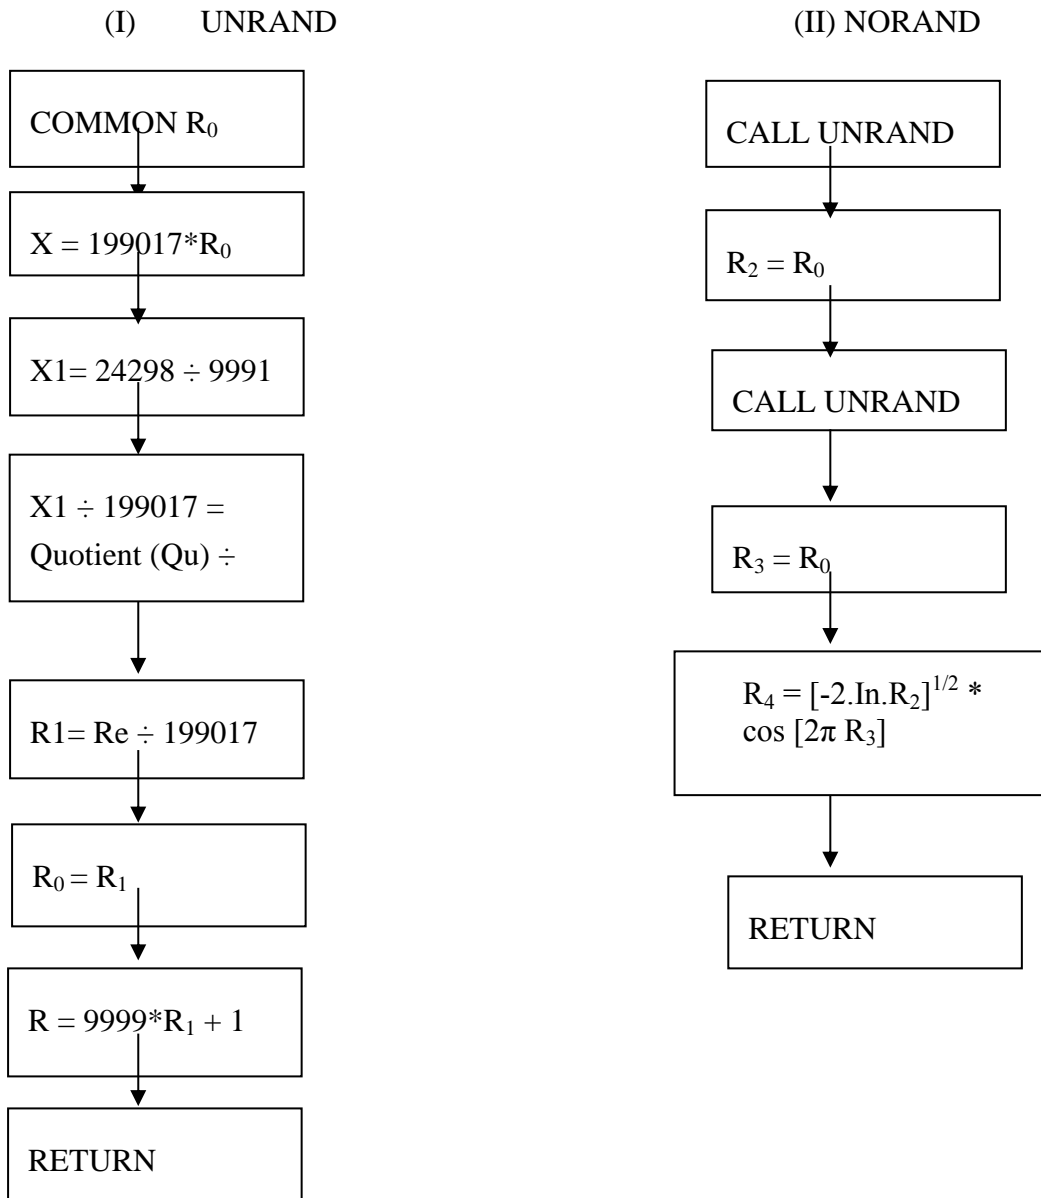 (I) UNRAND
COMMON R₀
X = 199017*R₀
X1= 24298 ÷ 9991
X1 ÷ 199017 =
Quotient (Qu) ÷
R1= Re ÷ 199017
R₀ = R₁
R = 9999*R₁ + 1
RETURN
(II) NORAND
CALL UNRAND
R₂ = R₀
CALL UNRAND
R₃ = R₀
R₄ = [-2.In.R₂]^1/2 *
cos [2π R₃]
RETURN